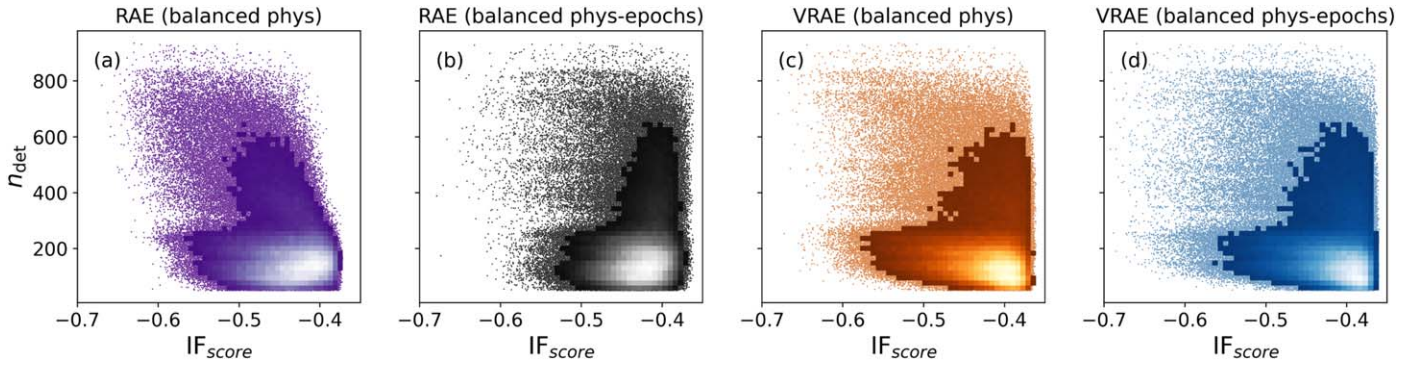 RAE (balanced phys)
RAE (balanced phys-epochs)
VRAE (balanced phys)
VRAE (balanced phys-epochs)
(a)
(b)
(c)
(d)
n_det
800
600
400
200
−0.7 −0.6 −0.5 −0.4
−0.7 −0.6 −0.5 −0.4
−0.7 −0.6 −0.5 −0.4
−0.7 −0.6 −0.5 −0.4
IF_score
IF_score
IF_score
IF_score